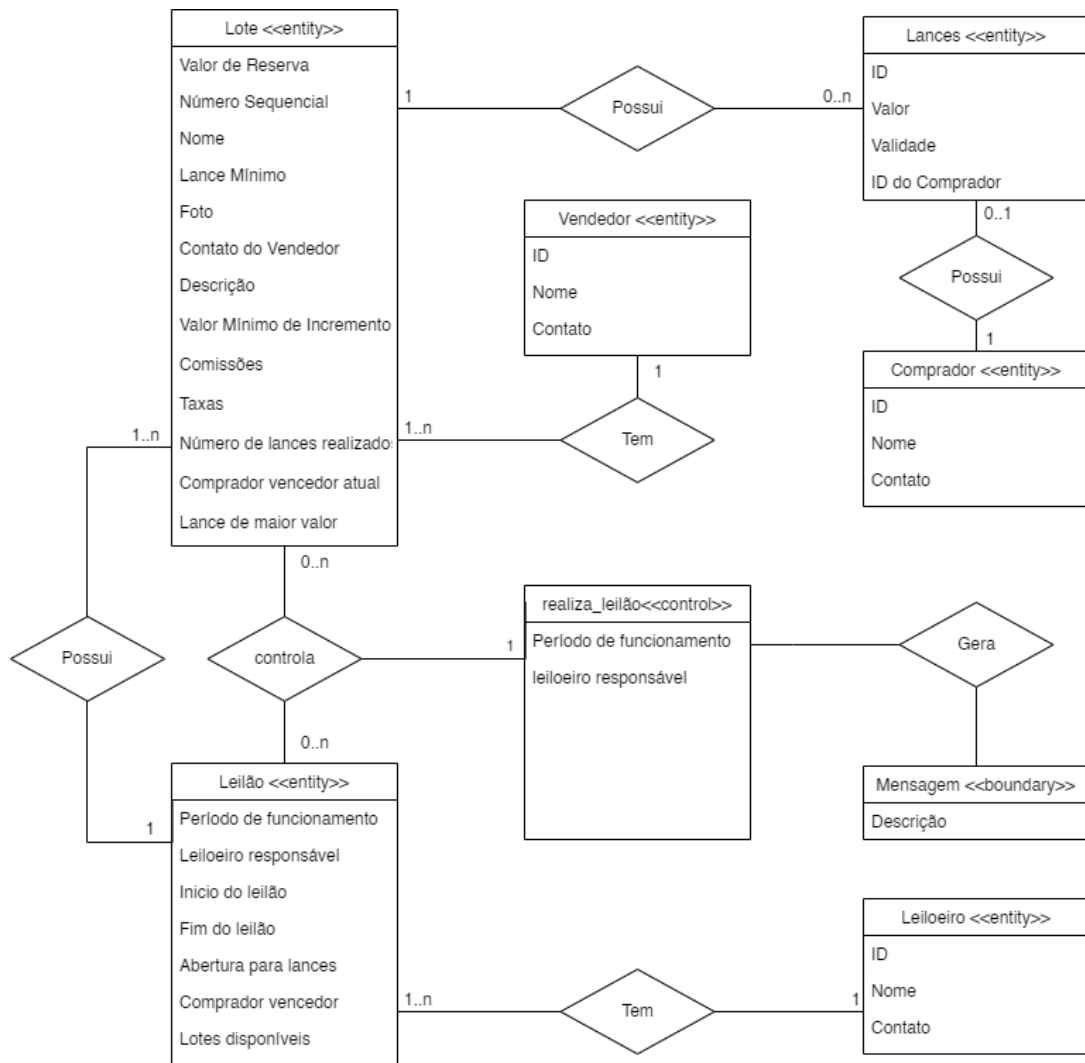 Lote <<entity>>
Valor de Reserva
Número Sequencial
Nome
Lance Mínimo
Foto
Contato do Vendedor
Descrição
Valor Mínimo de Incremento
Comissões
Taxas
Número de lances realizados
Comprador vencedor atual
Lance de maior valor
1
Possui
0..n
Lances <<entity>>
ID
Valor
Validade
ID do Comprador
0..1
Possui
1
Comprador <<entity>>
ID
Nome
Contato
Vendedor <<entity>>
ID
Nome
Contato
1
Tem
1..n
1..n
Possui
1
0..n
controla
1
0..n
realiza_leilão<<control>>
Período de funcionamento
leiloeiro responsável
Gera
Mensagem <<boundary>>
Descrição
Leilão <<entity>>
Período de funcionamento
Leiloeiro responsável
Inicio do leilão
Fim do leilão
Abertura para lances
Comprador vencedor
Lotes disponíveis
1..n
Tem
1
Leiloeiro <<entity>>
ID
Nome
Contato